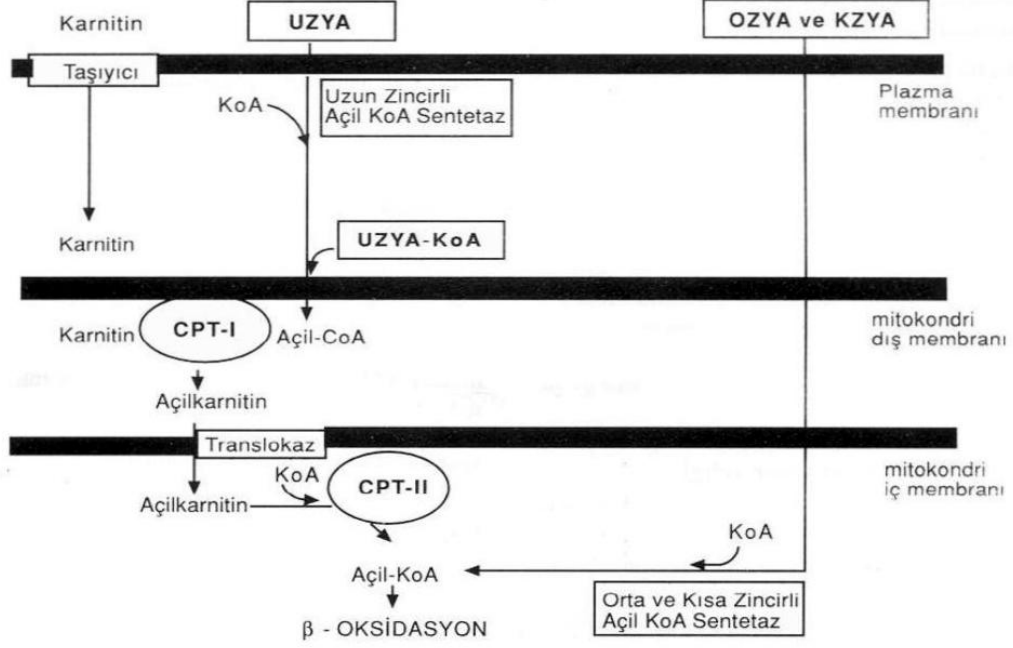 Karnitin
UZYA
OZYA ve KZYA
Taşıyıcı
Plazma
membranı
KoA
Uzun Zincirli
Açil KoA Sentetaz
Karnitin
UZYA-KoA
Karnitin
CPT-I
Açil-CoA
mitokondri
dış membranı
Açilkarnitin
Translokaz
mitokondri
iç membranı
KoA
CPT-II
Açilkarnitin
KoA
Açil-KoA
Orta ve Kısa Zincirli
Açil KoA Sentetaz
β - OKSİDASYON